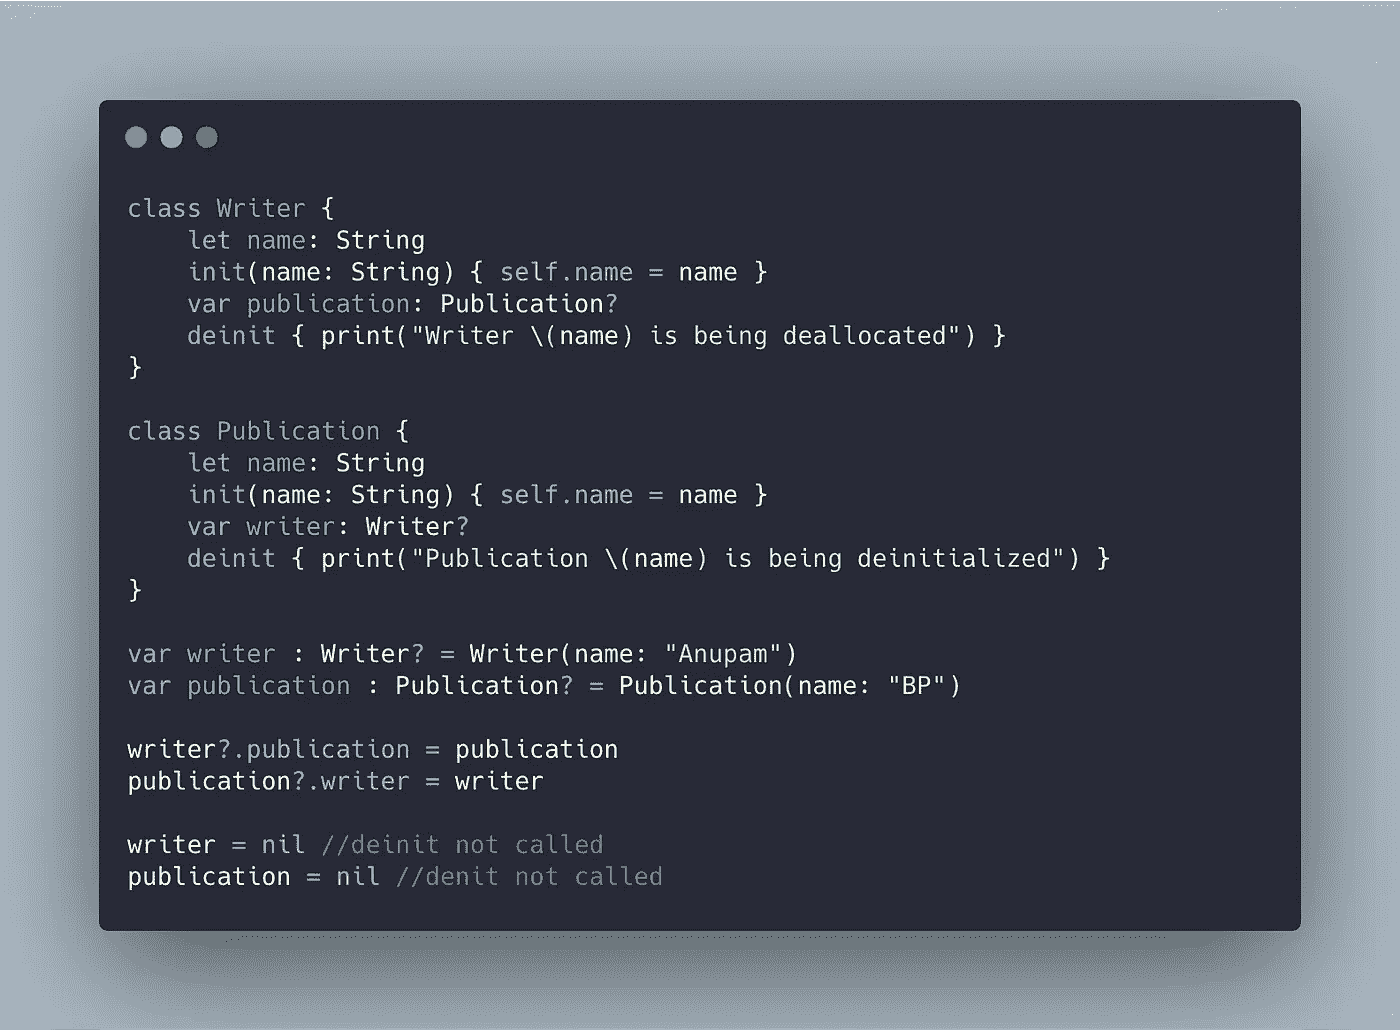 class Writer {
    let name: String
    init(name: String) { self.name = name }
    var publication: Publication?
    deinit { print("Writer \(name) is being deallocated") }
}

class Publication {
    let name: String
    init(name: String) { self.name = name }
    var writer: Writer?
    deinit { print("Publication \(name) is being deinitialized") }
}

var writer : Writer? = Writer(name: "Anupam")
var publication : Publication? = Publication(name: "BP")

writer?.publication = publication
publication?.writer = writer

writer = nil //deinit not called
publication = nil //denit not called